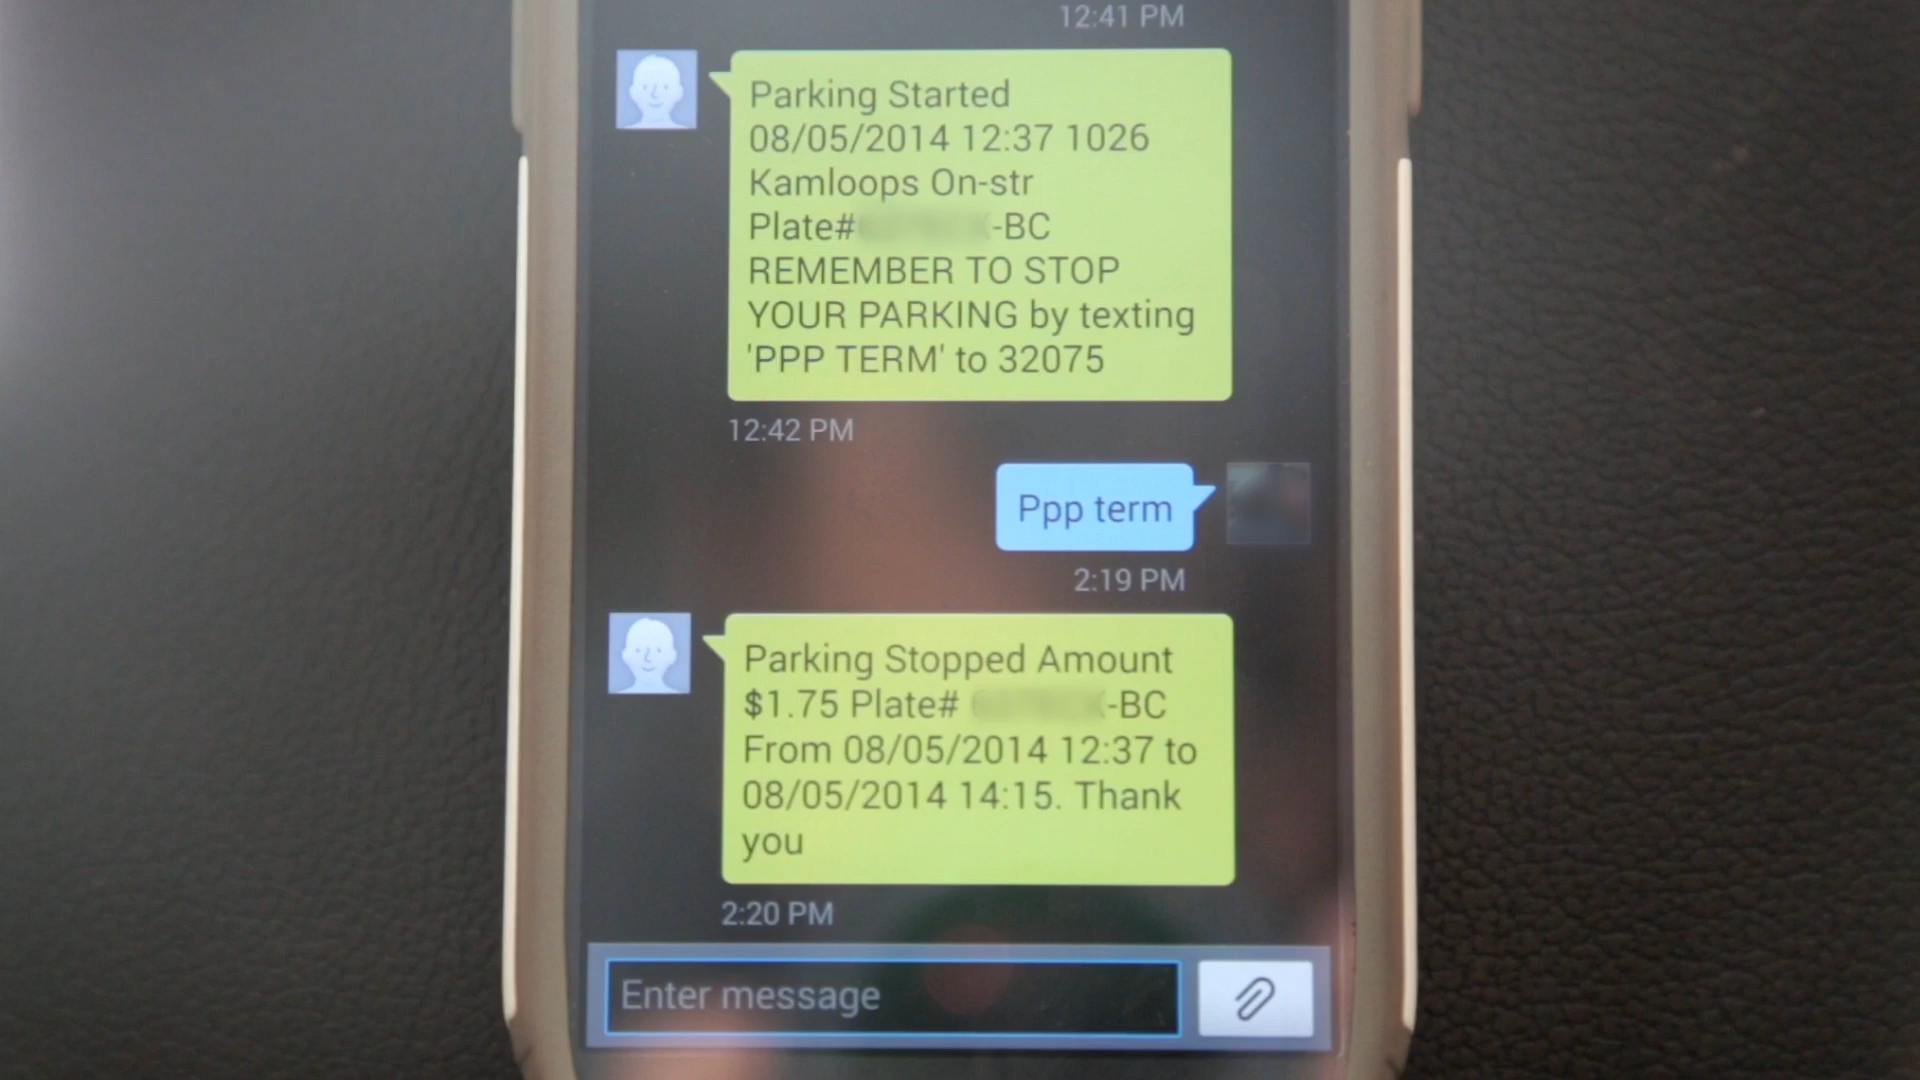 12:41 PM
Parking Started
08/05/2014 12:37 1026
Kamloops On-str
Plate# -BC
REMEMBER TO STOP
YOUR PARKING by texting
'PPP TERM' to 32075
12:42 PM
Ppp term
2:19 PM
Parking Stopped Amount
$1.75 Plate# -BC
From 08/05/2014 12:37 to
08/05/2014 14:15. Thank
you
2:20 PM
Enter message